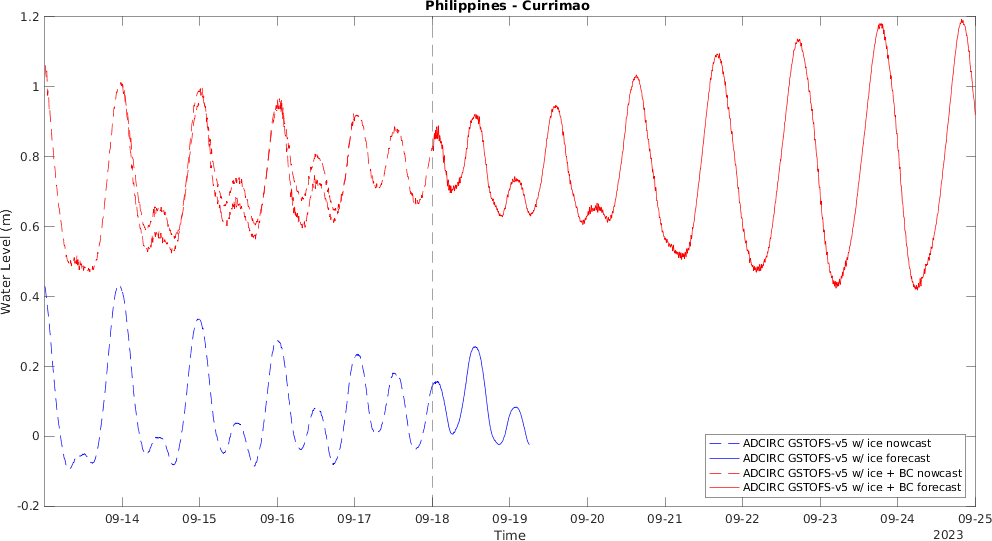 Philippines - Currimao
1.2
1
0.8
0.6
0.4
0.2
0
-0.2
Water Level (m)
ADCIRC GSTOFS-v5 w/ ice nowcast
ADCIRC GSTOFS-v5 w/ ice forecast
ADCIRC GSTOFS-v5 w/ ice + BC nowcast
ADCIRC GSTOFS-v5 w/ ice + BC forecast
09-14 09-15 09-16 09-17 09-18 09-19 09-20 09-21 09-22 09-23 09-24 09-25
Time
2023